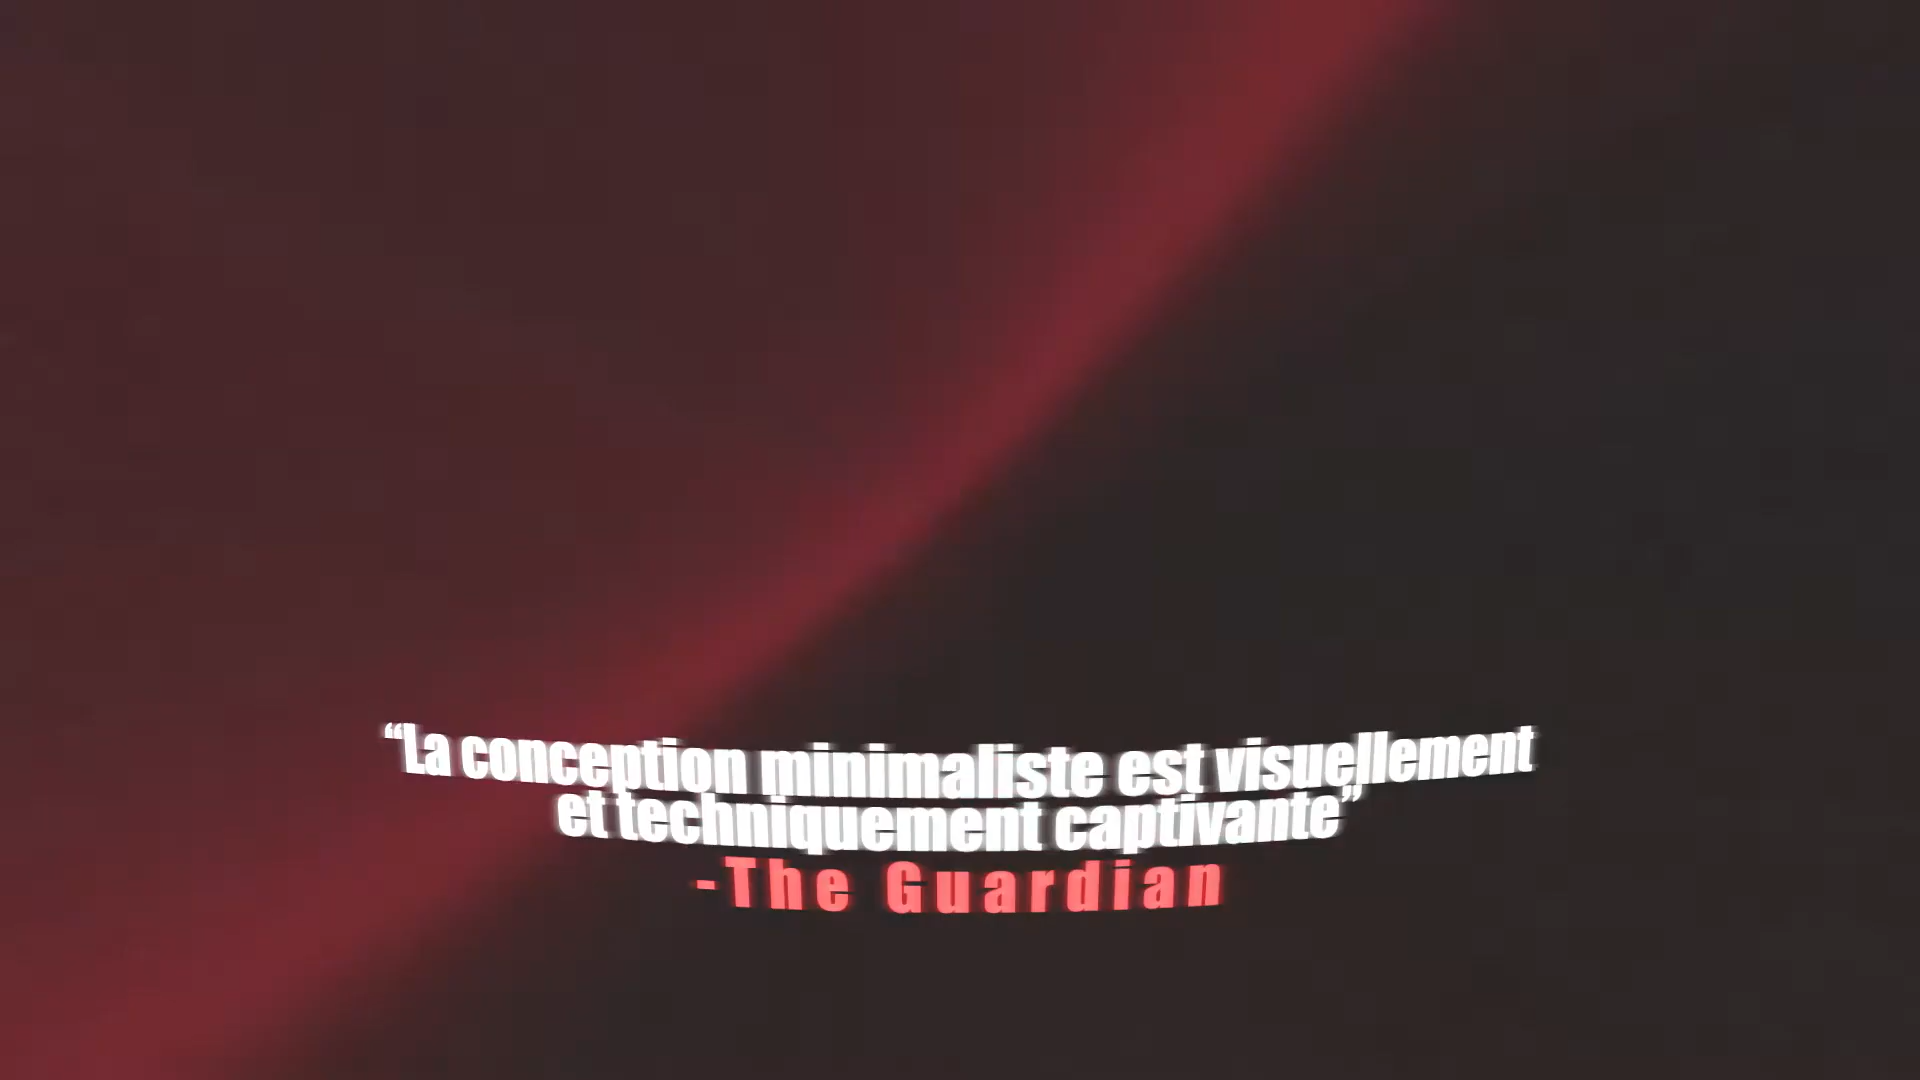 “La conception minimaliste est visuellement
et techniquement captivante”
-The Guardian